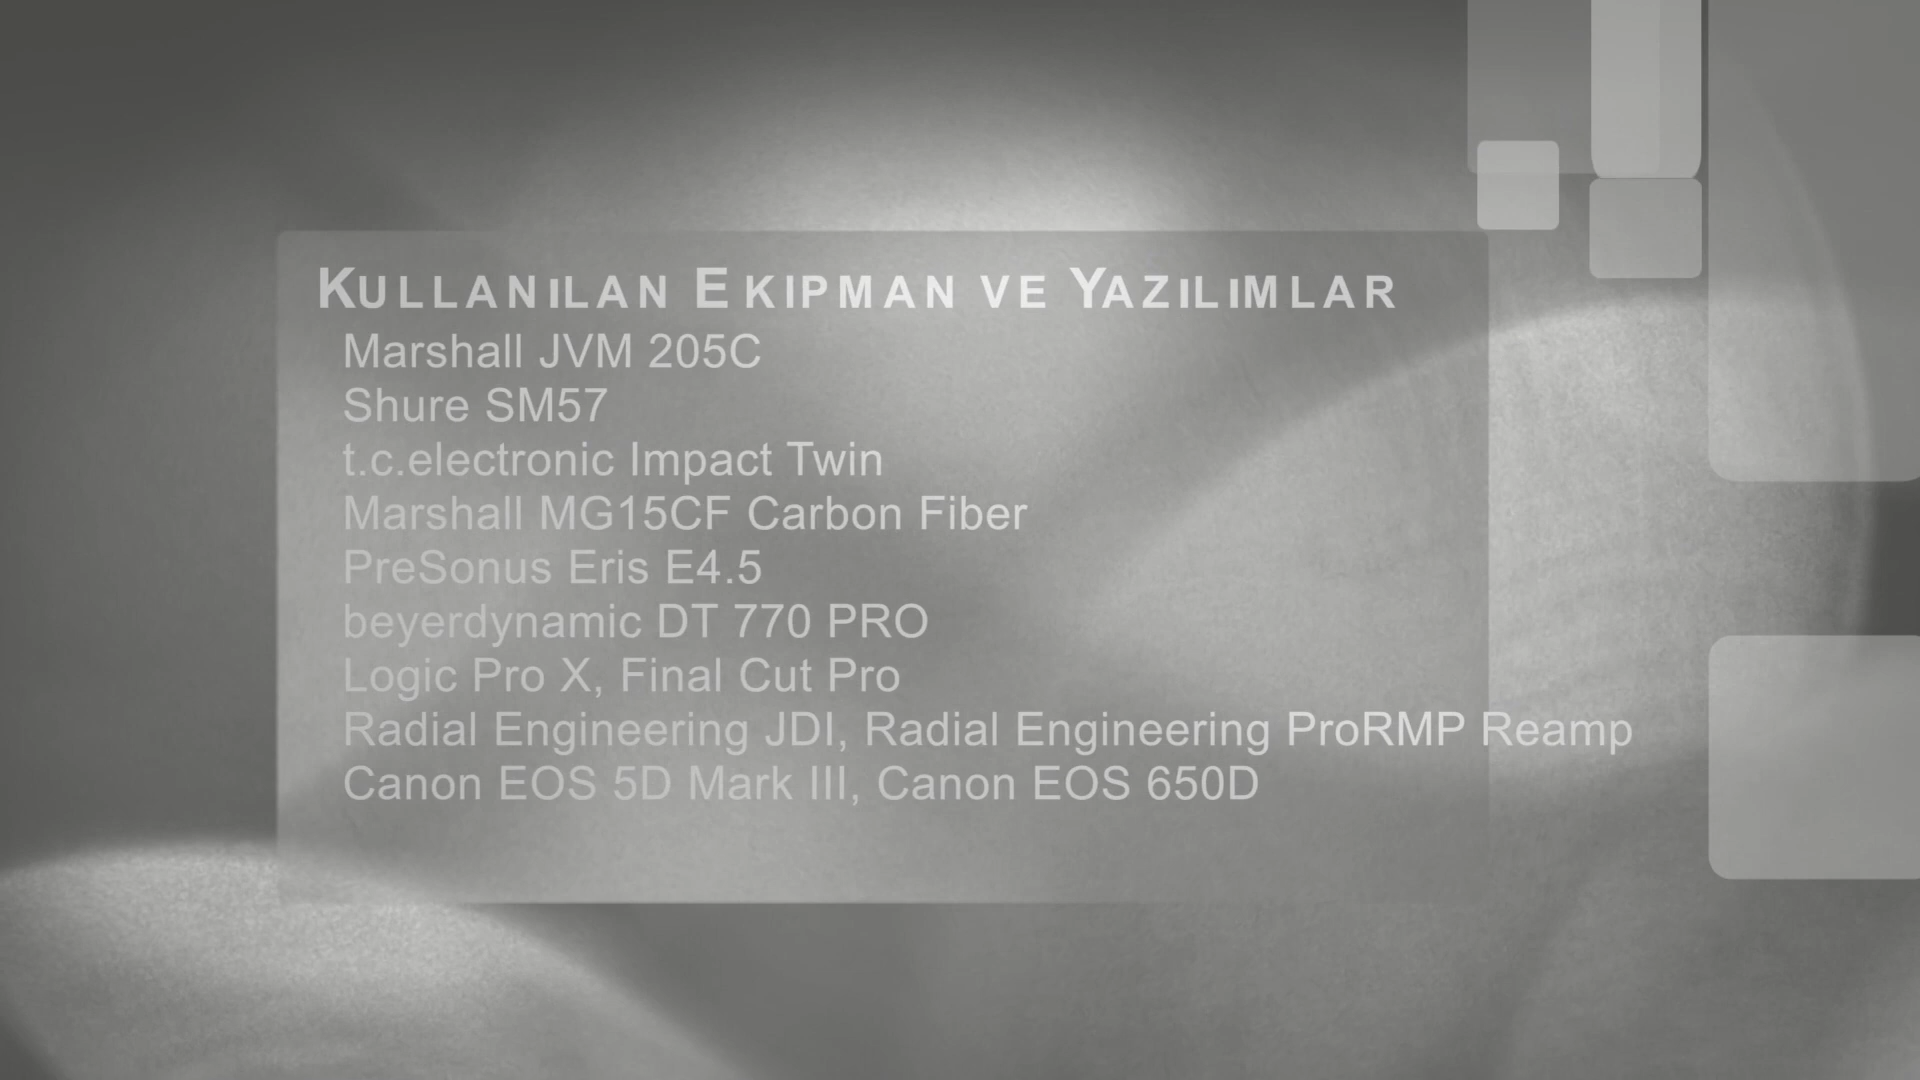 KULLANILAN EKIPMAN VE YAZILIMLAR
Marshall JVM 205C
Shure SM57
t.c.electronic Impact Twin
Marshall MG15CF Carbon Fiber
PreSonus Eris E4.5
beyerdynamic DT 770 PRO
Logic Pro X, Final Cut Pro
Radial Engineering JDI, Radial Engineering ProRMP Reamp
Canon EOS 5D Mark III, Canon EOS 650D